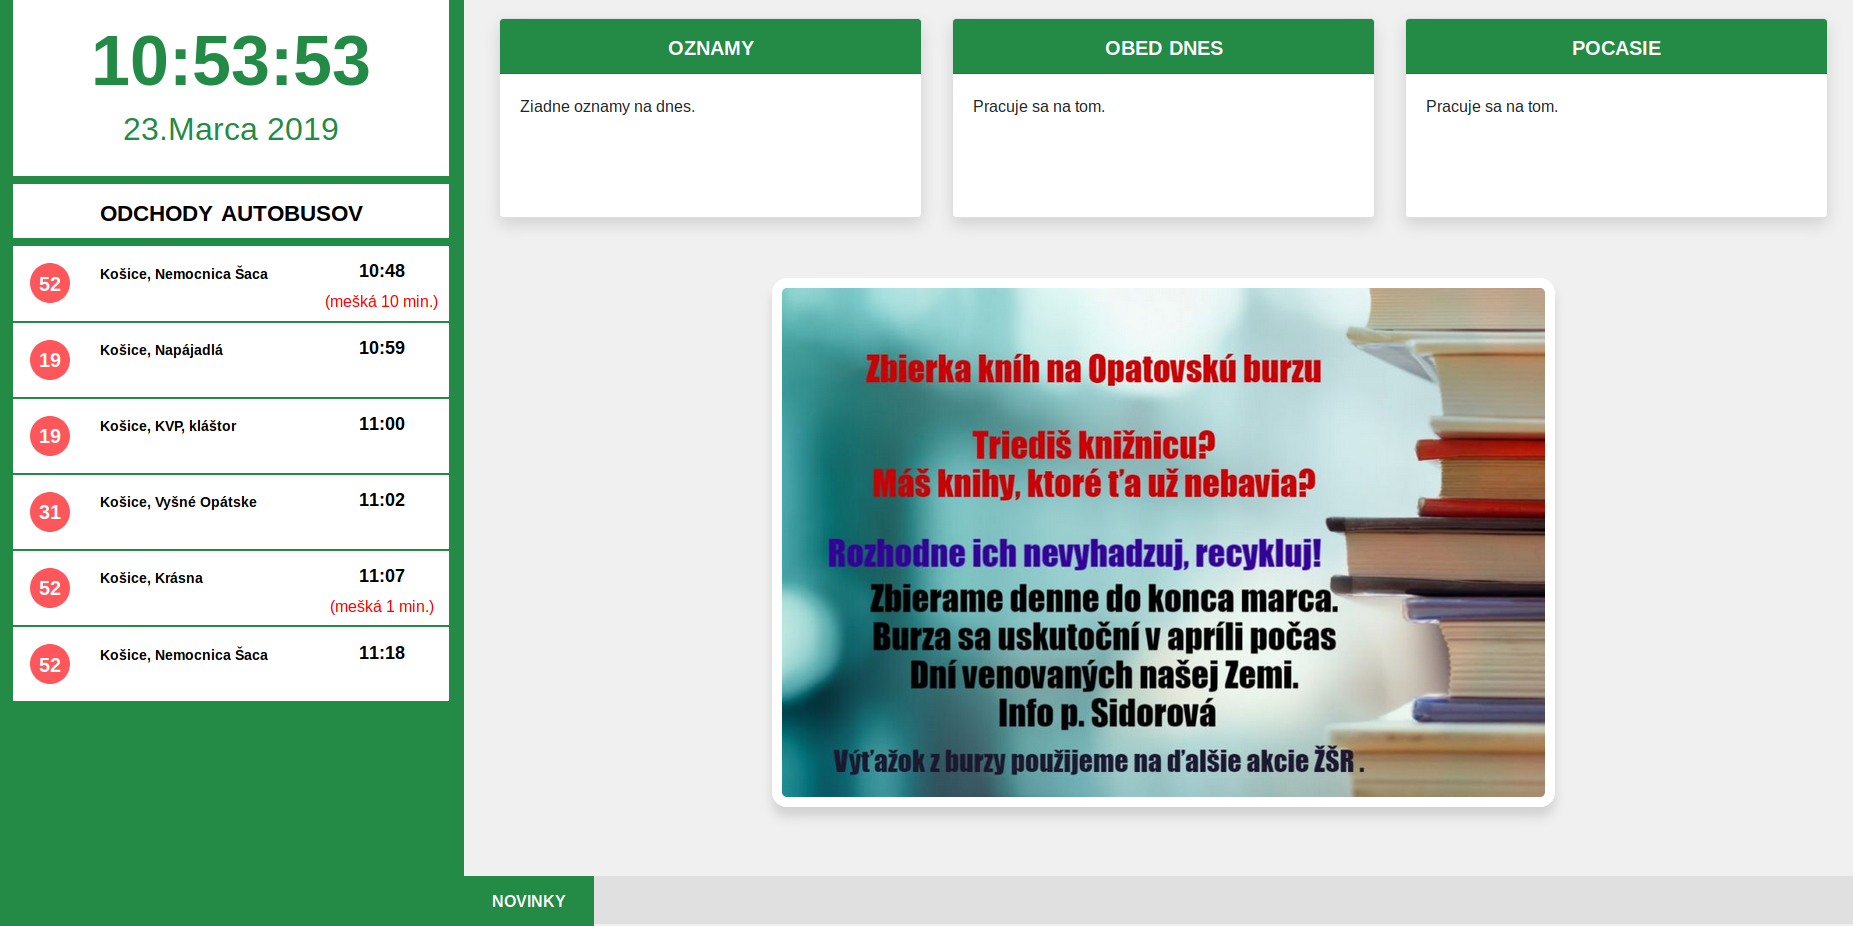 10:53:53
23.Marca 2019
ODCHODY AUTOBUSOV
52 Košice, Nemocnica Šaca 10:48
(mešká 10 min.)
19 Košice, Napájadlá 10:59
19 Košice, KVP, kláštor 11:00
31 Košice, Vyšné Opátske 11:02
52 Košice, Krásna 11:07
(mešká 1 min.)
52 Košice, Nemocnica Šaca 11:18
OZNAMY
Ziadne oznamy na dnes.
OBED DNES
Pracuje sa na tom.
POCASIE
Pracuje sa na tom.
Zbierka kníh na Opatovskú burzu
Triediš knižnicu?
Máš knihy, ktoré ťa už nebavia?
Rozhodne ich nevyhadzuj, recykluj!
Zbierame denne do konca marca.
Burza sa uskutoční v apríli počas
Dní venovaných našej Zemi.
Info p. Sidorová
Výťažok z burzy použijeme na ďalšie akcie ŽŠR .
NOVINKY